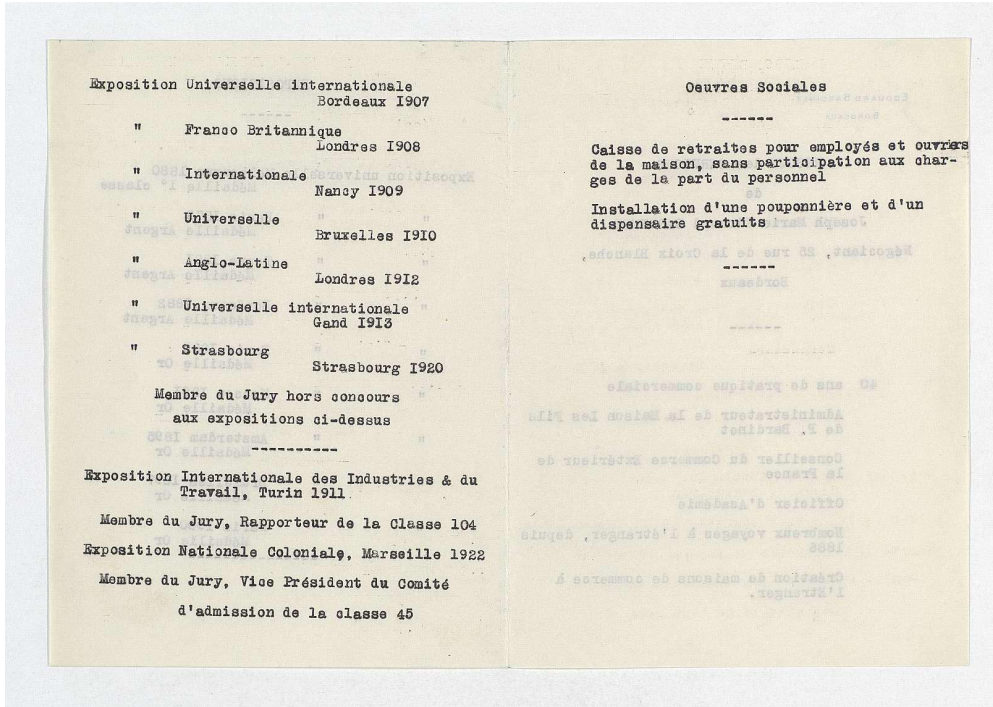 Exposition Universelle internationale
Bordeaux I907
" Franco Britannique
Londres I908
" Internationale
Nancy I909
" Universelle
Bruxelles I9I0
" Anglo-Latine
Londres I9I2
" Universelle internationale
Gand I9I3
" Strasbourg
Strasbourg I920
Membre du Jury hors concours
aux expositions ci-dessus
----------
Exposition Internationale des Industries & du
Travail, Turin 1911
Membre du Jury, Rapporteur de la Classe 104
Exposition Nationale Coloniale, Marseille 1922
Membre du Jury, Vice Président du Comité
d'admission de la classe 45
Oeuvres Sociales
------
Caisse de retraites pour employés et ouvriers
de la maison, sans participation aux char-
ges de la part du personnel
Installation d'une pouponnière et d'un
dispensaire gratuits
------